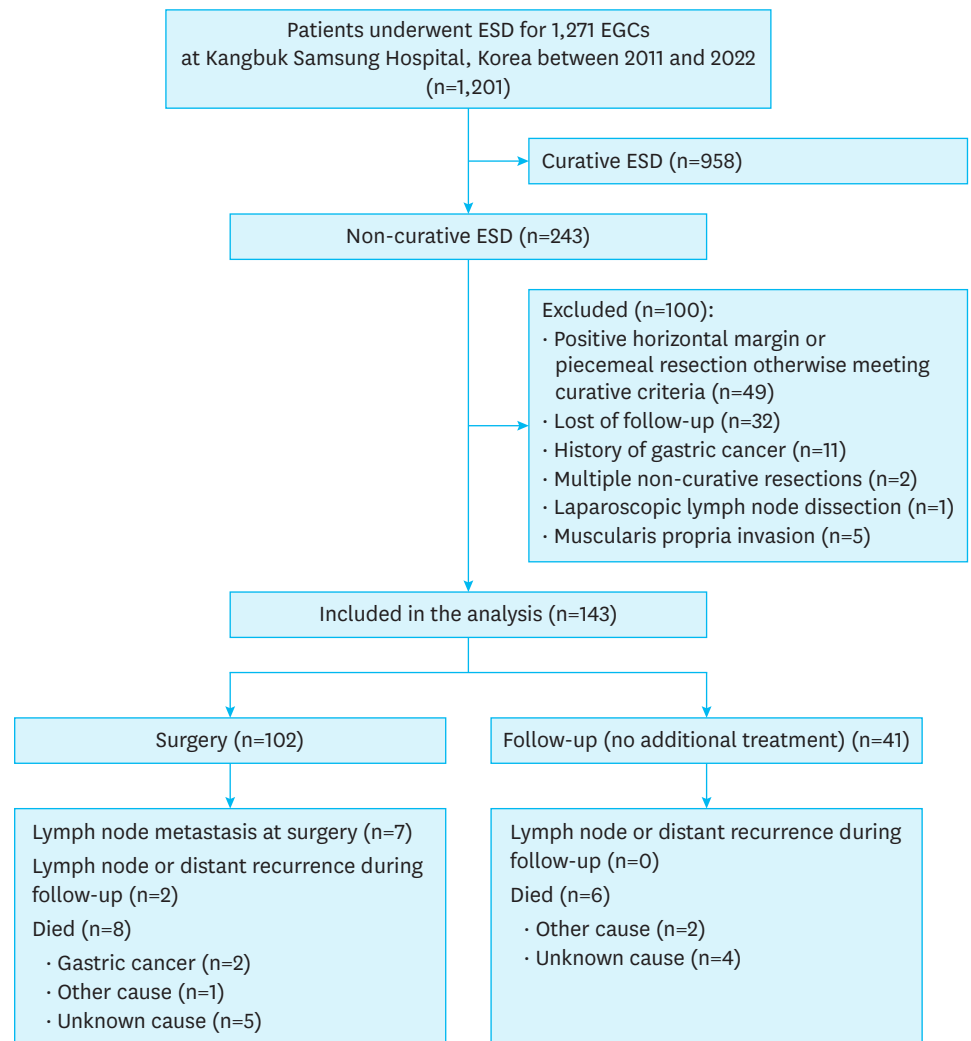 Patients underwent ESD for 1,271 EGCs
at Kangbuk Samsung Hospital, Korea between 2011 and 2022
(n=1,201)
Curative ESD (n=958)
Non-curative ESD (n=243)
Excluded (n=100):
· Positive horizontal margin or
piecemeal resection otherwise meeting
curative criteria (n=49)
· Lost of follow-up (n=32)
· History of gastric cancer (n=11)
· Multiple non-curative resections (n=2)
· Laparoscopic lymph node dissection (n=1)
· Muscularis propria invasion (n=5)
Included in the analysis (n=143)
Surgery (n=102)
Follow-up (no additional treatment) (n=41)
Lymph node metastasis at surgery (n=7)
Lymph node or distant recurrence during
follow-up (n=2)
Died (n=8)
· Gastric cancer (n=2)
· Other cause (n=1)
· Unknown cause (n=5)
Lymph node or distant recurrence during
follow-up (n=0)
Died (n=6)
· Other cause (n=2)
· Unknown cause (n=4)